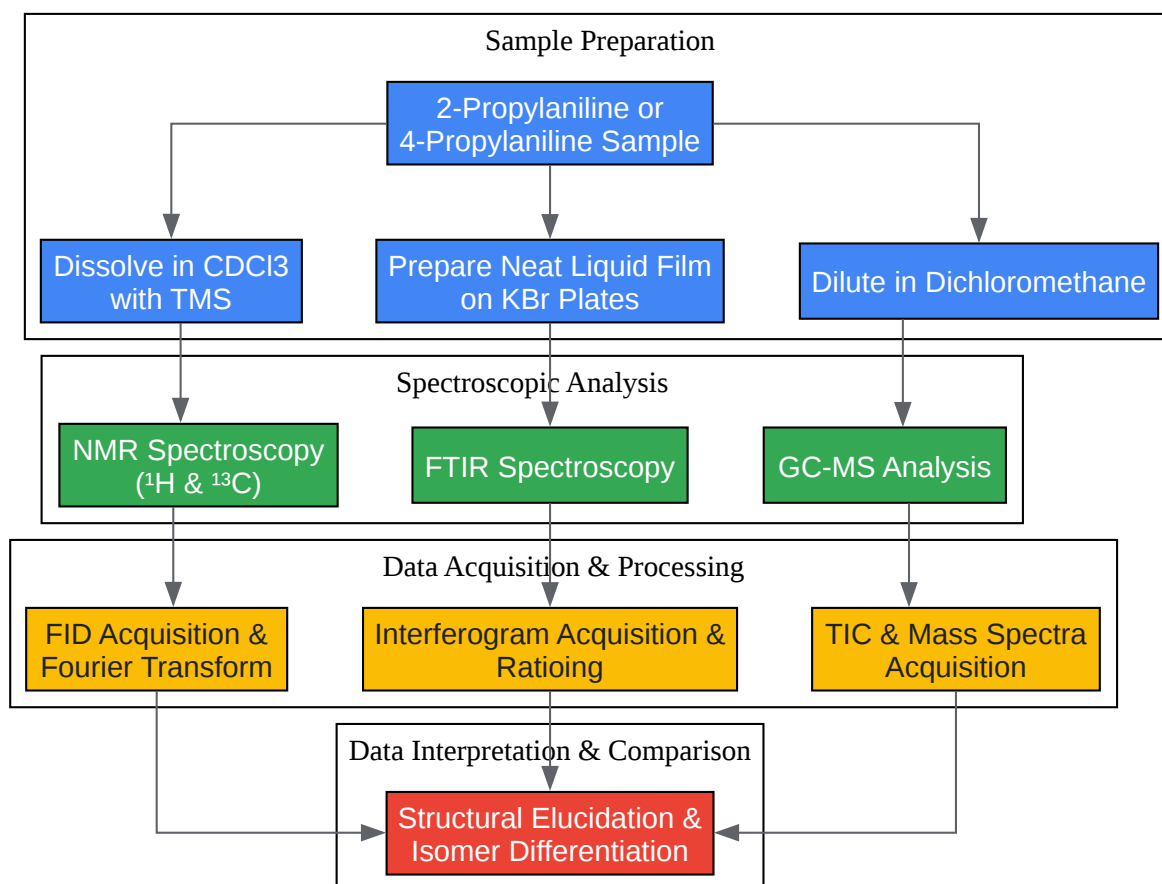 Sample Preparation
2-Propylaniline or
4-Propylaniline Sample
Dissolve in CDCl3
with TMS
Prepare Neat Liquid Film
on KBr Plates
Dilute in Dichloromethane
Spectroscopic Analysis
NMR Spectroscopy
(¹H & ¹³C)
FTIR Spectroscopy
GC-MS Analysis
Data Acquisition & Processing
FID Acquisition &
Fourier Transform
Interferogram Acquisition &
Ratioing
TIC & Mass Spectra
Acquisition
Data Interpretation & Comparison
Structural Elucidation &
Isomer Differentiation